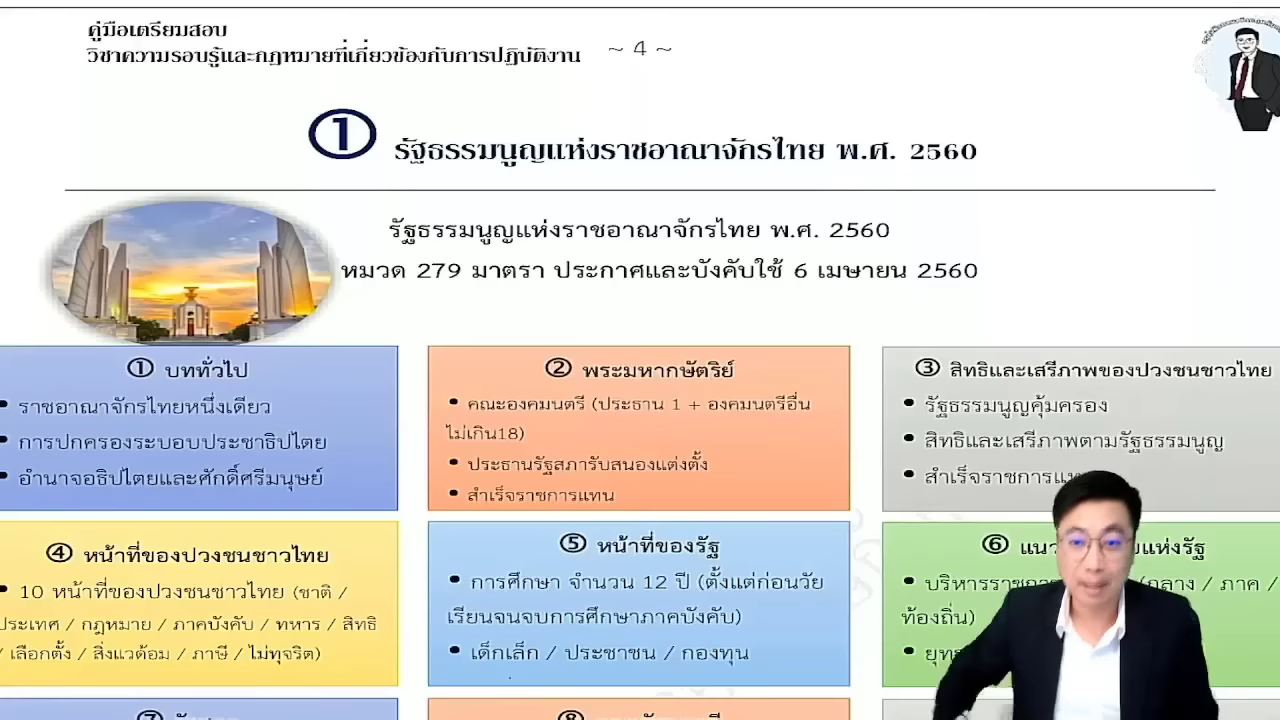 คู่มือเตรียมสอบ
วิชาความรอบรู้และกฎหมายที่เกี่ยวข้องกับการปฏิบัติงาน
~ 4 ~
① รัฐธรรมนูญแห่งราชอาณาจักรไทย พ.ศ. 2560
รัฐธรรมนูญแห่งราชอาณาจักรไทย พ.ศ. 2560
หมวด 279 มาตรา ประกาศและบังคับใช้ 6 เมษายน 2560
① บททั่วไป
• ราชอาณาจักรไทยหนึ่งเดียว
• การปกครองระบอบประชาธิปไตย
• อำนาจอธิปไตยและศักดิ์ศรีมนุษย์
② พระมหากษัตริย์
• คณะองคมนตรี (ประธาน 1 + องคมนตรีอื่น
ไม่เกิน18)
• ประธานรัฐสภารับสนองแต่งตั้ง
• สำเร็จราชการแทน
③ สิทธิและเสรีภาพของปวงชนชาวไทย
• รัฐธรรมนูญคุ้มครอง
• สิทธิและเสรีภาพตามรัฐธรรมนูญ
• สำเร็จราชการแทน
④ หน้าที่ของปวงชนชาวไทย
• 10 หน้าที่ของปวงชนชาวไทย (ชาติ /
ประเทศ / กฎหมาย / ภาคบังคับ / ทหาร / สิทธิ
/ เลือกตั้ง / สิ่งแวดล้อม / ภาษี / ไม่ทุจริต)
⑤ หน้าที่ของรัฐ
• การศึกษา จำนวน 12 ปี (ตั้งแต่ก่อนวัย
เรียนจนจบการศึกษาภาคบังคับ)
• เด็กเล็ก / ประชาชน / กองทุน
⑥ แห่งรัฐ
• บริหารราชการ (กลาง / ภาค /
ท้องถิ่น)
⑦
⑧